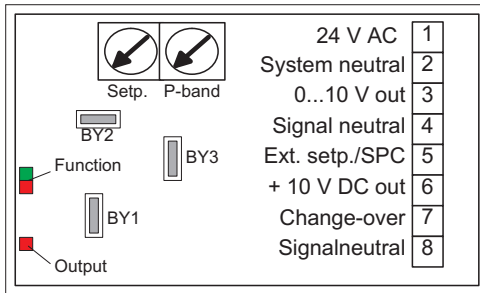 Setp. P-band
BY2
BY3
Function
BY1
Output
24 V AC 1
System neutral 2
0...10 V out 3
Signal neutral 4
Ext. setp./SPC 5
+ 10 V DC out 6
Change-over 7
Signalneutral 8